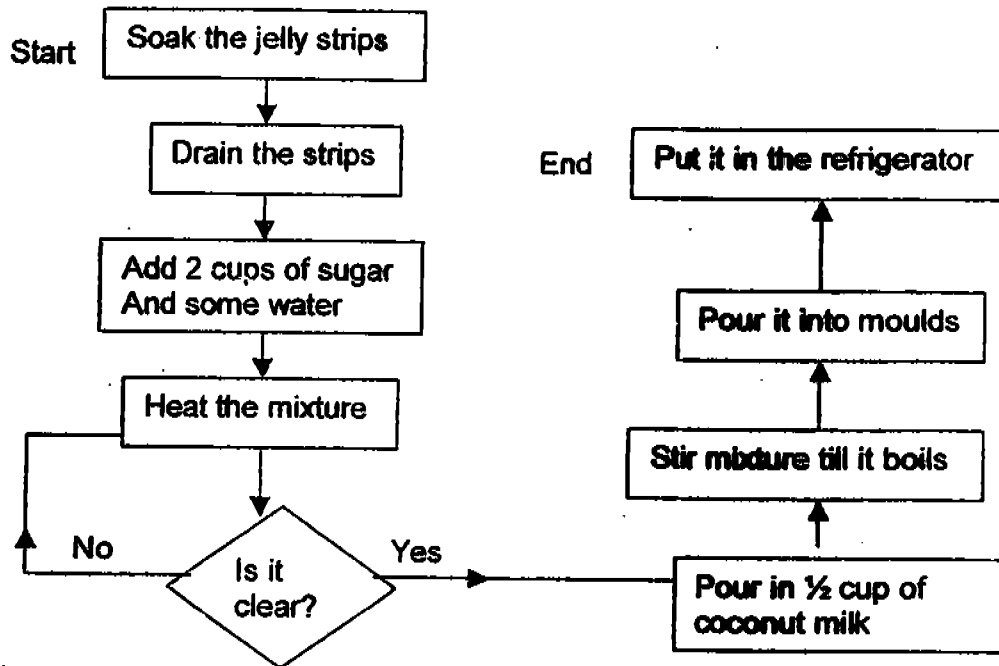 Start
Soak the jelly strips
Drain the strips
Add 2 cups of sugar
And some water
Heat the mixture
Is it
clear?
No
Yes
Pour in ½ cup of
coconut milk
Stir mixture till it boils
Pour it into moulds
Put it in the refrigerator
End